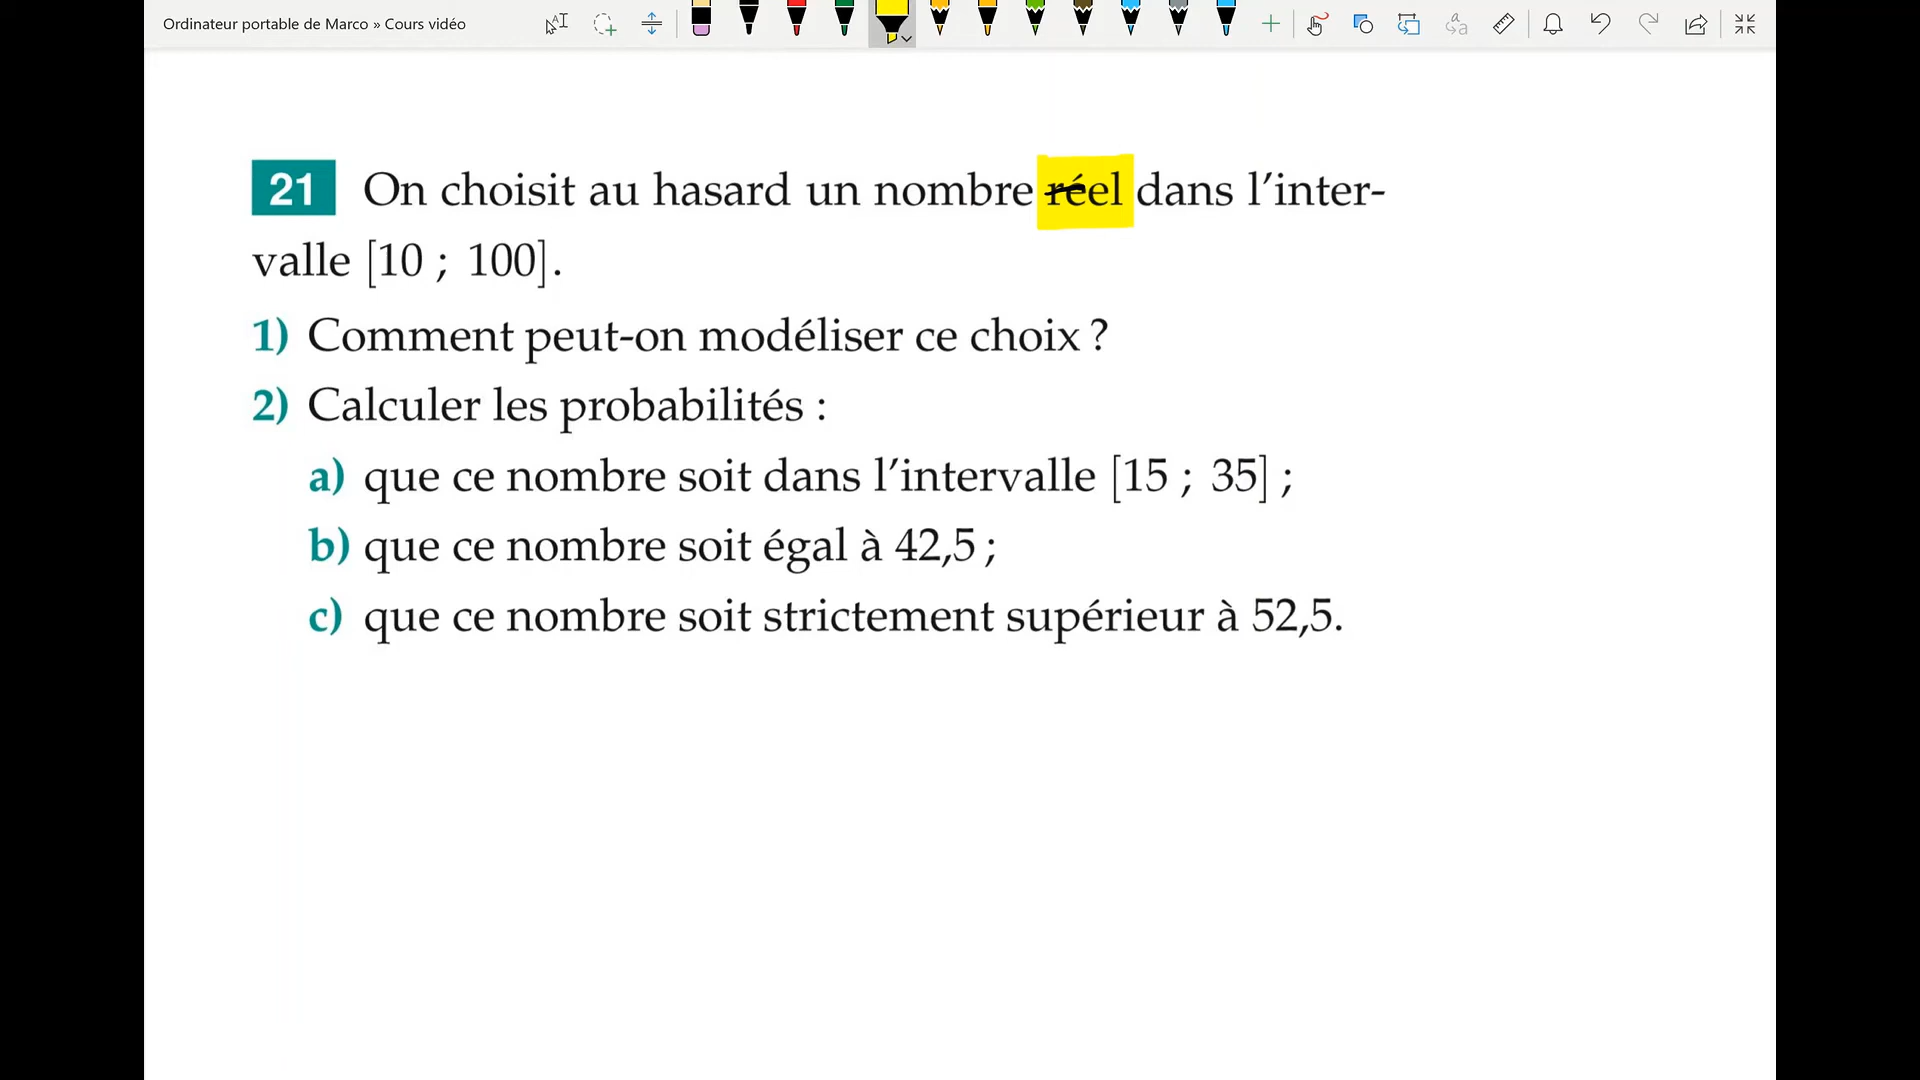 Ordinateur portable de Marco » Cours vidéo
21 On choisit au hasard un nombre réel dans l’inter-
valle [10 ; 100].
1) Comment peut-on modéliser ce choix ?
2) Calculer les probabilités :
a) que ce nombre soit dans l’intervalle [15 ; 35] ;
b) que ce nombre soit égal à 42,5 ;
c) que ce nombre soit strictement supérieur à 52,5.